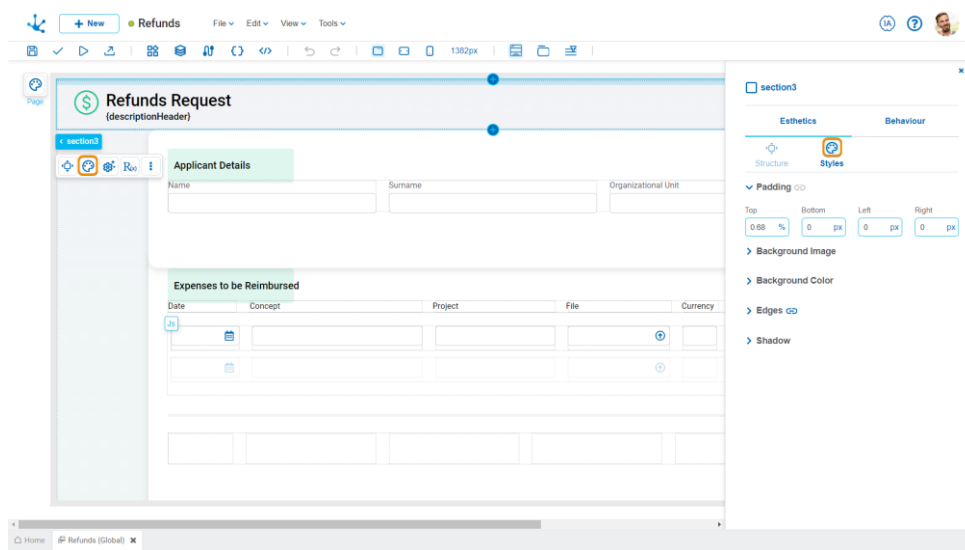 + New
Refunds
File
Edit
View
Tools
IA
?
1382px
Page
Refunds Request
{descriptionHeader}
section3
Applicant Details
Name
Surname
Organizational Unit
Expenses to be Reimbursed
Date
Concept
Project
File
Currency
Js
section3
Esthetics
Behaviour
Structure
Styles
Padding
Top
Bottom
Left
Right
0.68 %
0 px
0 px
0 px
Background Image
Background Color
Edges
Shadow
Home
Refunds (Global)